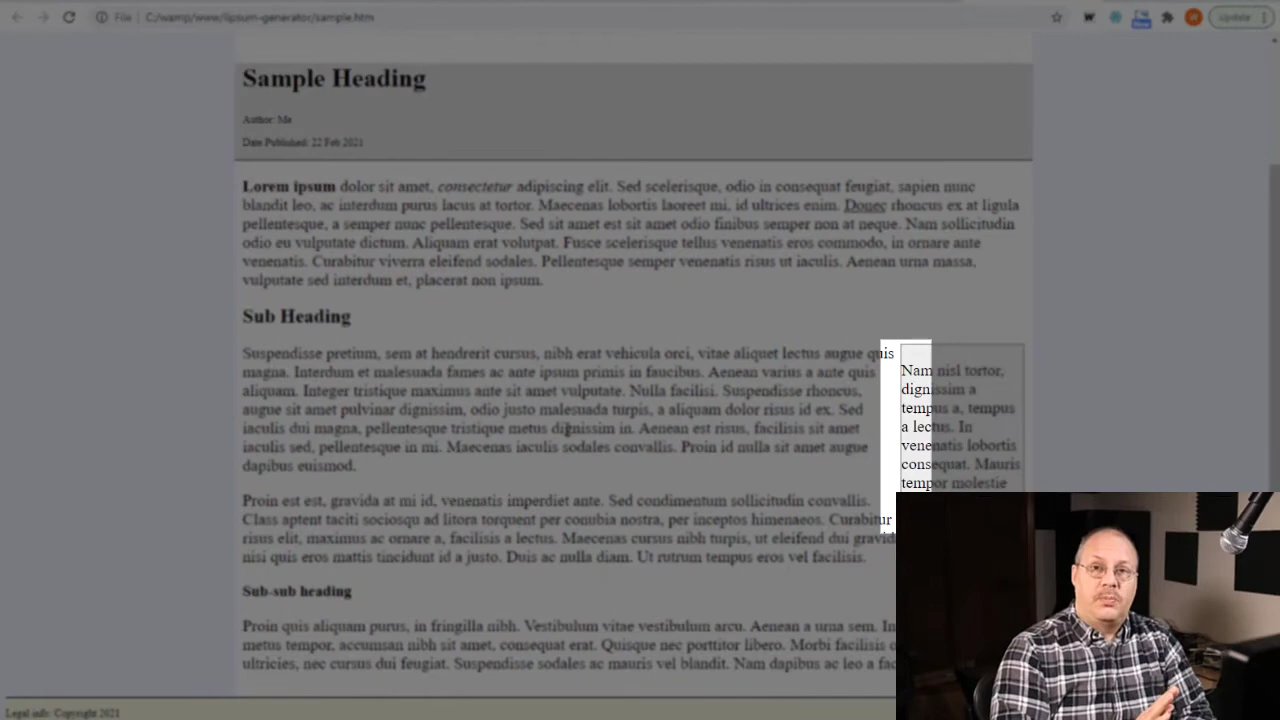 File
C:/wamp/www/lipsum-generator/sample.htm
Update
Sample Heading
Author: Me
Date Published: 22 Feb 2021
Lorem ipsum dolor sit amet, consectetur adipiscing elit. Sed scelerisque, odio in consequat feugiat, sapien nunc
blandit leo, ac interdum purus lacus at tortor. Maecenas lobortis laoreet mi, id ultrices enim. Donec rhoncus ex at ligula
pellentesque, a semper nunc pellentesque. Sed sit amet est sit amet odio finibus semper non at neque. Nam sollicitudin
odio eu vulputate dictum. Aliquam erat volutpat. Fusce scelerisque tellus venenatis eros commodo, in ornare ante
venenatis. Curabitur viverra eleifend sodales. Pellentesque semper venenatis risus ut iaculis. Aenean urna massa,
vulputate sed interdum et, placerat non ipsum.
Sub Heading
Suspendisse pretium, sem at hendrerit cursus, nibh erat vehicula orci, vitae aliquet lectus augue quis
magna. Interdum et malesuada fames ac ante ipsum primis in faucibus. Aenean varius a ante quis
aliquam. Integer tristique maximus ante sit amet vulputate. Nulla facilisi. Suspendisse rhoncus,
augue sit amet pulvinar dignissim, odio justo malesuada turpis, a aliquam dolor risus id ex. Sed
iaculis dui magna, pellentesque tristique metus dignissim in. Aenean est risus, facilisis sit amet
iaculis sed, pellentesque in mi. Maecenas iaculis sodales convallis. Proin id nulla sit amet augue
dapibus euismod.
Nam nisl tortor,
dignissim a
tempus a, tempus
a lectus. In
venenatis lobortis
consequat. Mauris
tempor molestie
Proin est est, gravida at mi id, venenatis imperdiet ante. Sed condimentum sollicitudin convallis.
Class aptent taciti sociosqu ad litora torquent per conubia nostra, per inceptos himenaeos. Curabitur
risus elit, maximus ac ornare a, facilisis a lectus. Maecenas cursus nibh turpis, ut eleifend dui gravid
nisi quis eros mattis tincidunt id a justo. Duis ac nulla diam. Ut rutrum tempus eros vel facilisis.
Sub-sub heading
Proin quis aliquam purus, in fringilla nibh. Vestibulum vitae vestibulum arcu. Aenean a urna sem. In
metus tempor, accumsan nibh sit amet, consequat erat. Quisque nec porttitor libero. Morbi facilisis
ultricies, nec cursus dui feugiat. Suspendisse sodales ac mauris vel blandit. Nam dapibus ac leo a
Legal info: Copyright 2021